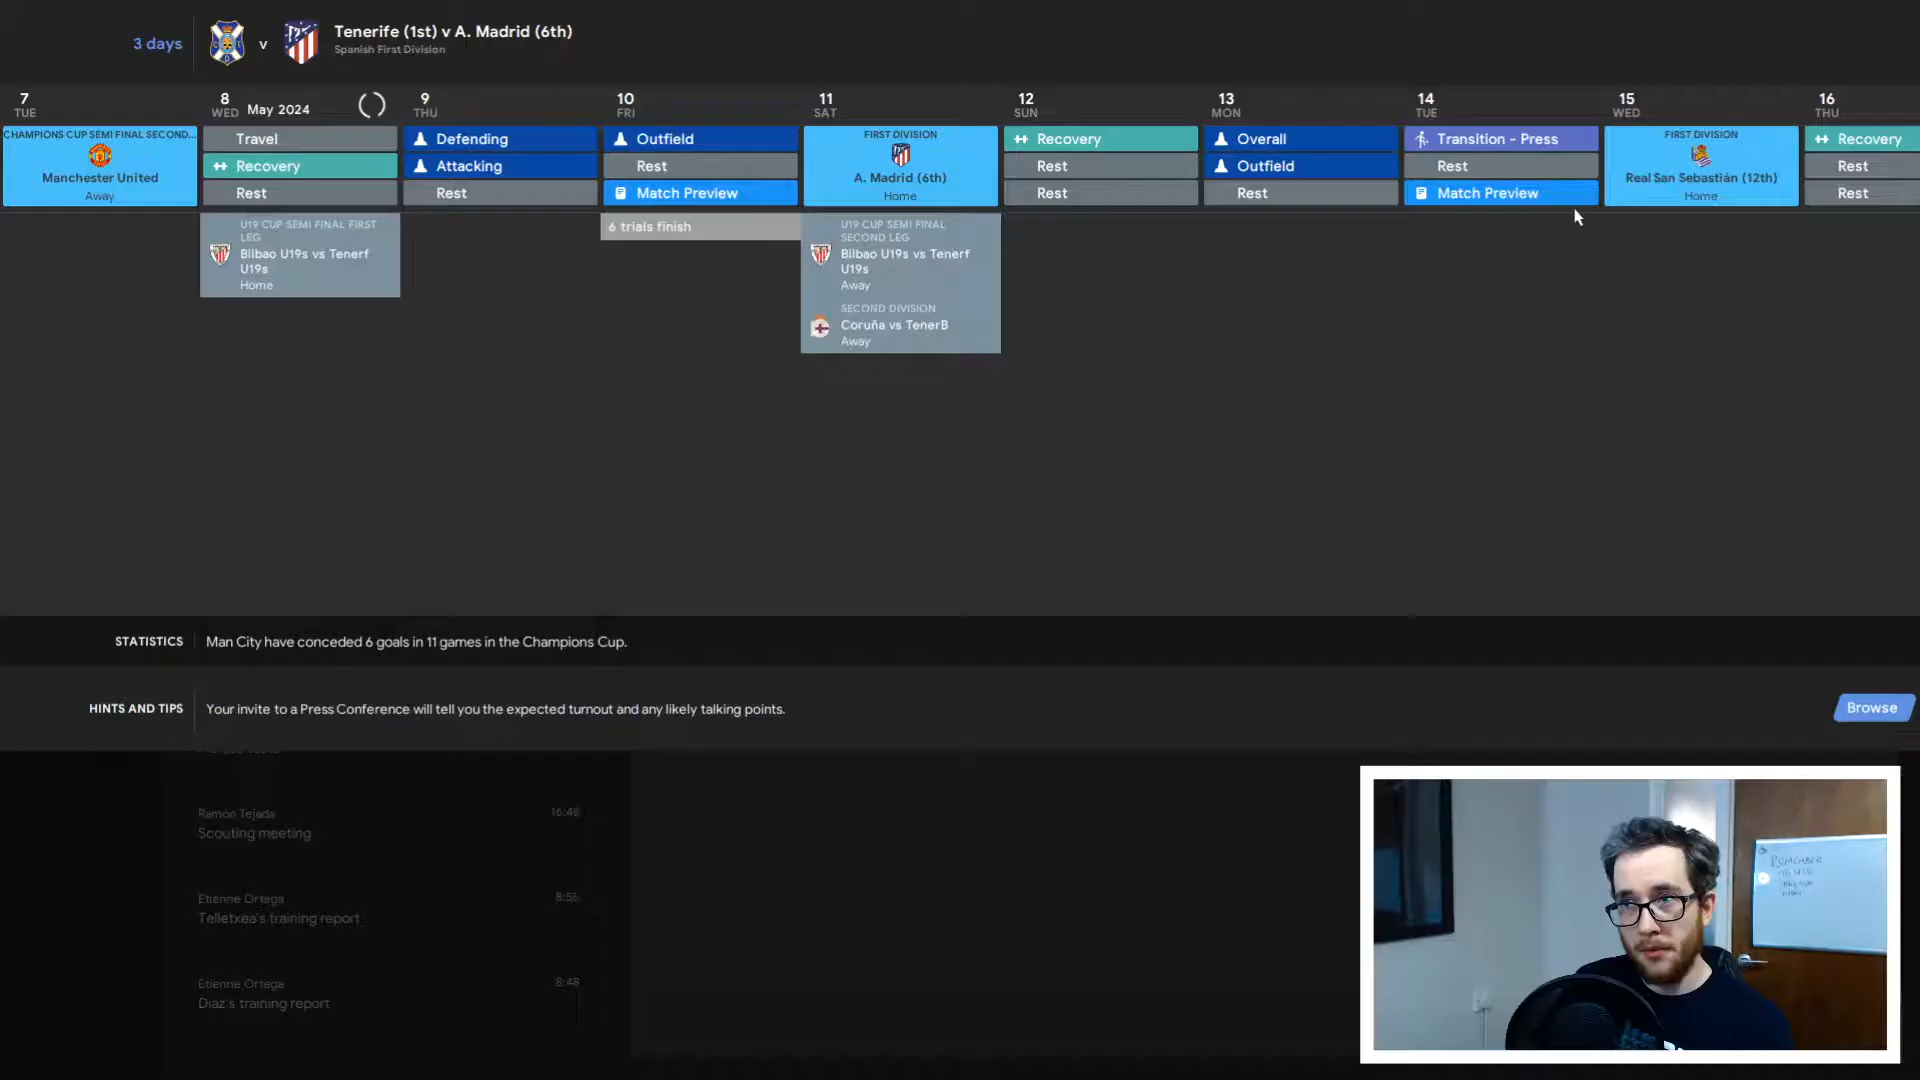 3 days
v
Tenerife (1st) v A. Madrid (6th)
Spanish First Division
7
TUE
8
WED
May 2024
9
THU
10
FRI
11
SAT
12
SUN
13
MON
14
TUE
15
WED
16
THU
CHAMPIONS CUP SEMI FINAL SECOND...
Manchester United
Away
Travel
Recovery
Rest
Defending
Attacking
Rest
Outfield
Rest
Match Preview
FIRST DIVISION
A. Madrid (6th)
Home
Recovery
Rest
Rest
Overall
Outfield
Rest
Transition - Press
Rest
Match Preview
FIRST DIVISION
Real San Sebastián (12th)
Home
Recovery
Rest
Rest
U19 CUP SEMI FINAL FIRST
LEG
Bilbao U19s vs Tenerf
U19s
Home
6 trials finish
U19 CUP SEMI FINAL
SECOND LEG
Bilbao U19s vs Tenerf
U19s
Away
SECOND DIVISION
Coruña vs TenerB
Away
STATISTICS
Man City have conceded 6 goals in 11 games in the Champions Cup.
HINTS AND TIPS
Your invite to a Press Conference will tell you the expected turnout and any likely talking points.
Browse
Ramón Tejada
16:48
Scouting meeting
Etienne Ortega
Telletxea's training report
Etienne Ortega
8:48
Diaz's training report
REMEMBER